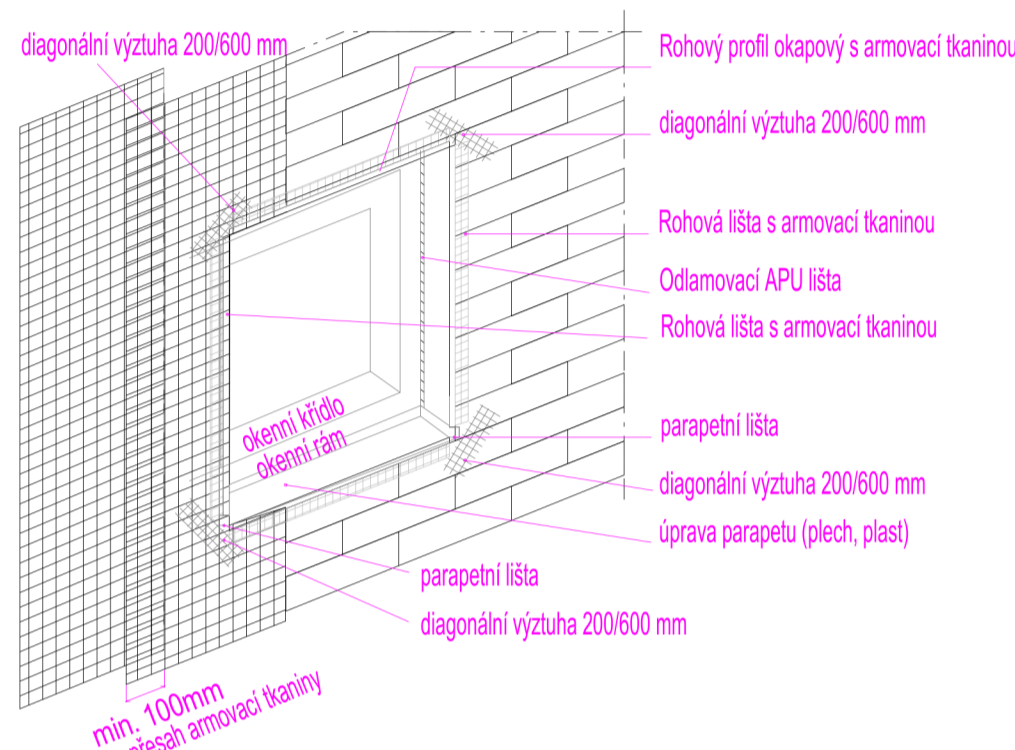 diagonální výztuha 200/600 mm
Rohový profil okapový s armovací tkaninou
diagonální výztuha 200/600 mm
Rohová lišta s armovací tkaninou
Odlamovací APU lišta
Rohová lišta s armovací tkaninou
okenní křídlo
okenní rám
parapetní lišta
diagonální výztuha 200/600 mm
úprava parapetu (plech, plast)
parapetní lišta
diagonální výztuha 200/600 mm
min. 100mm
přesah armovací tkaniny